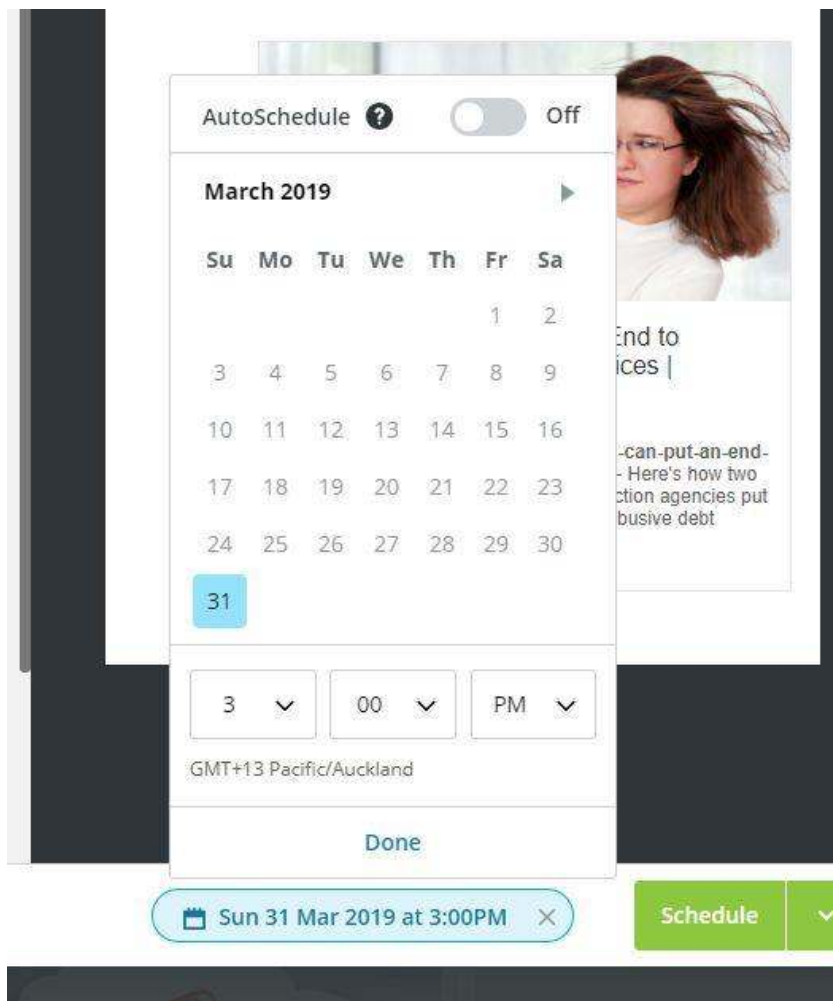 AutoSchedule ? Off
March 2019
Su Mo Tu We Th Fr Sa
1 2
3 4 5 6 7 8 9
10 11 12 13 14 15 16
17 18 19 20 21 22 23
24 25 26 27 28 29 30
31
3 00 PM
GMT+13 Pacific/Auckland
Done
End to
ices |
-can-put-an-end-
- Here's how two
ction agencies put
busive debt
Sun 31 Mar 2019 at 3:00PM
Schedule